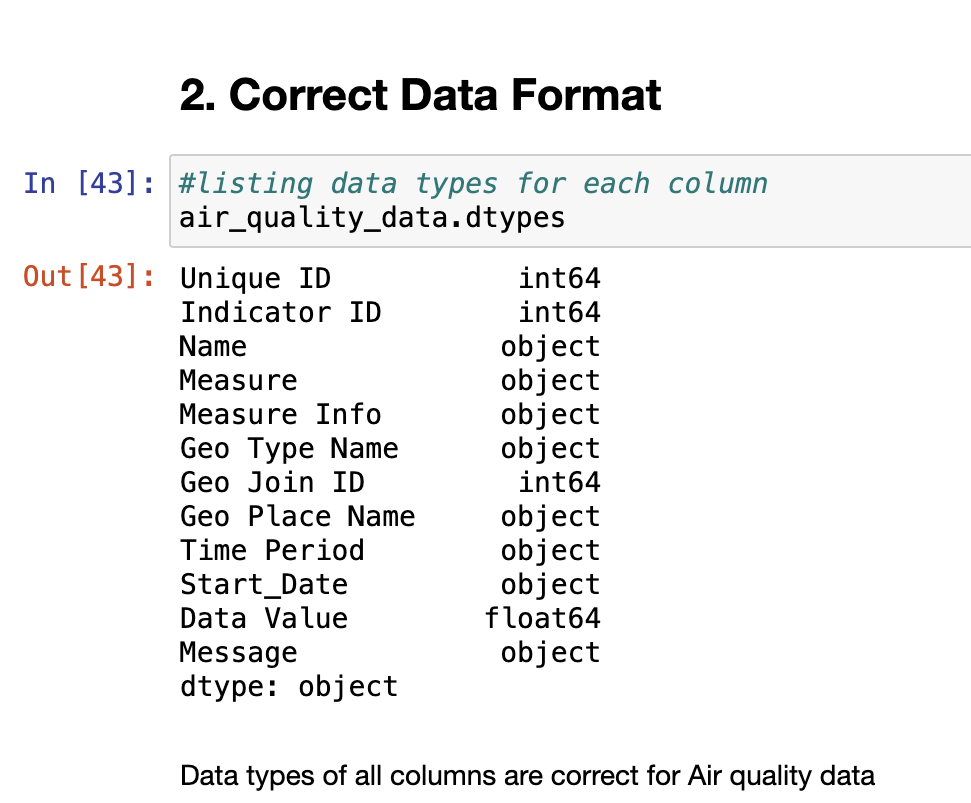 2. Correct Data Format
In [43]: #listing data types for each column
air_quality_data.dtypes
Out[43]: Unique ID int64
Indicator ID int64
Name object
Measure object
Measure Info object
Geo Type Name object
Geo Join ID int64
Geo Place Name object
Time Period object
Start_Date object
Data Value float64
Message object
dtype: object
Data types of all columns are correct for Air quality data